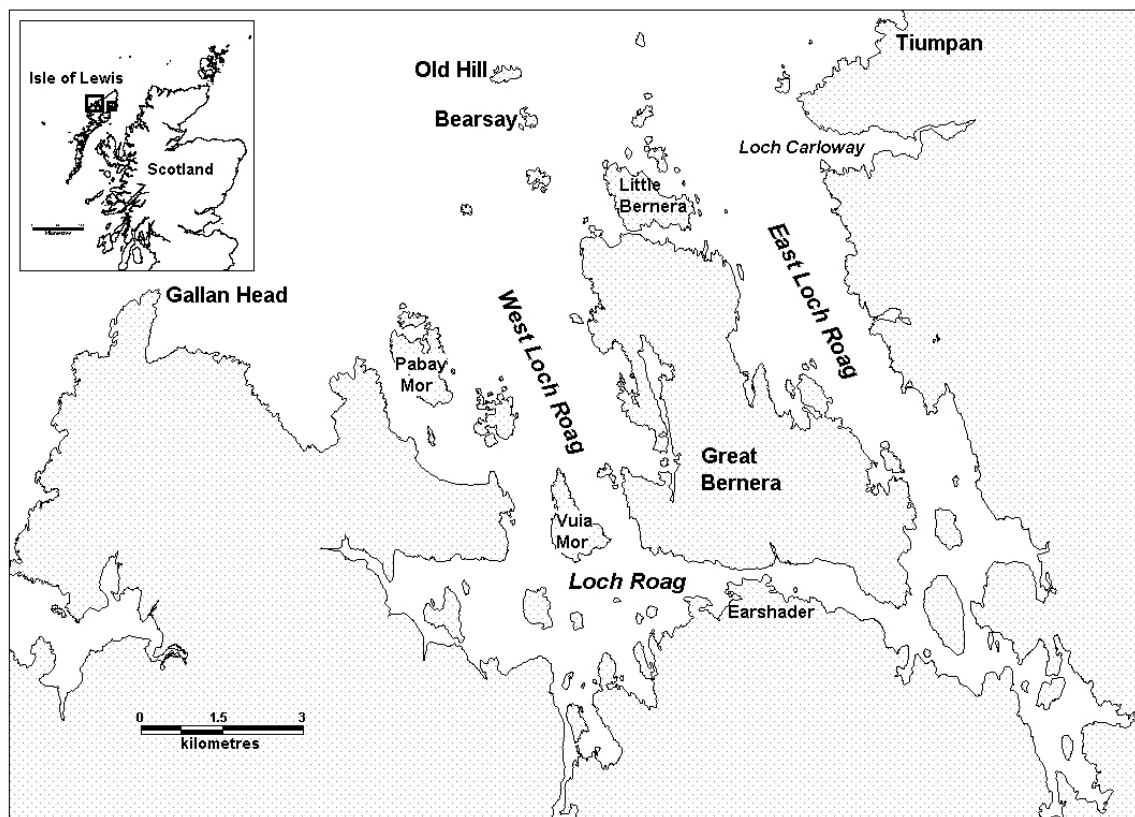 Isle of Lewis
Scotland
Old Hill
Bearsay
Tiumpan
Loch Carloway
Little
Bernera
East Loch Roag
Gallan Head
West Loch Roag
Pabay
Mor
Great
Bernera
Vuia
Mor
Loch Roag
Earshader
0 1.5 3
kilometres